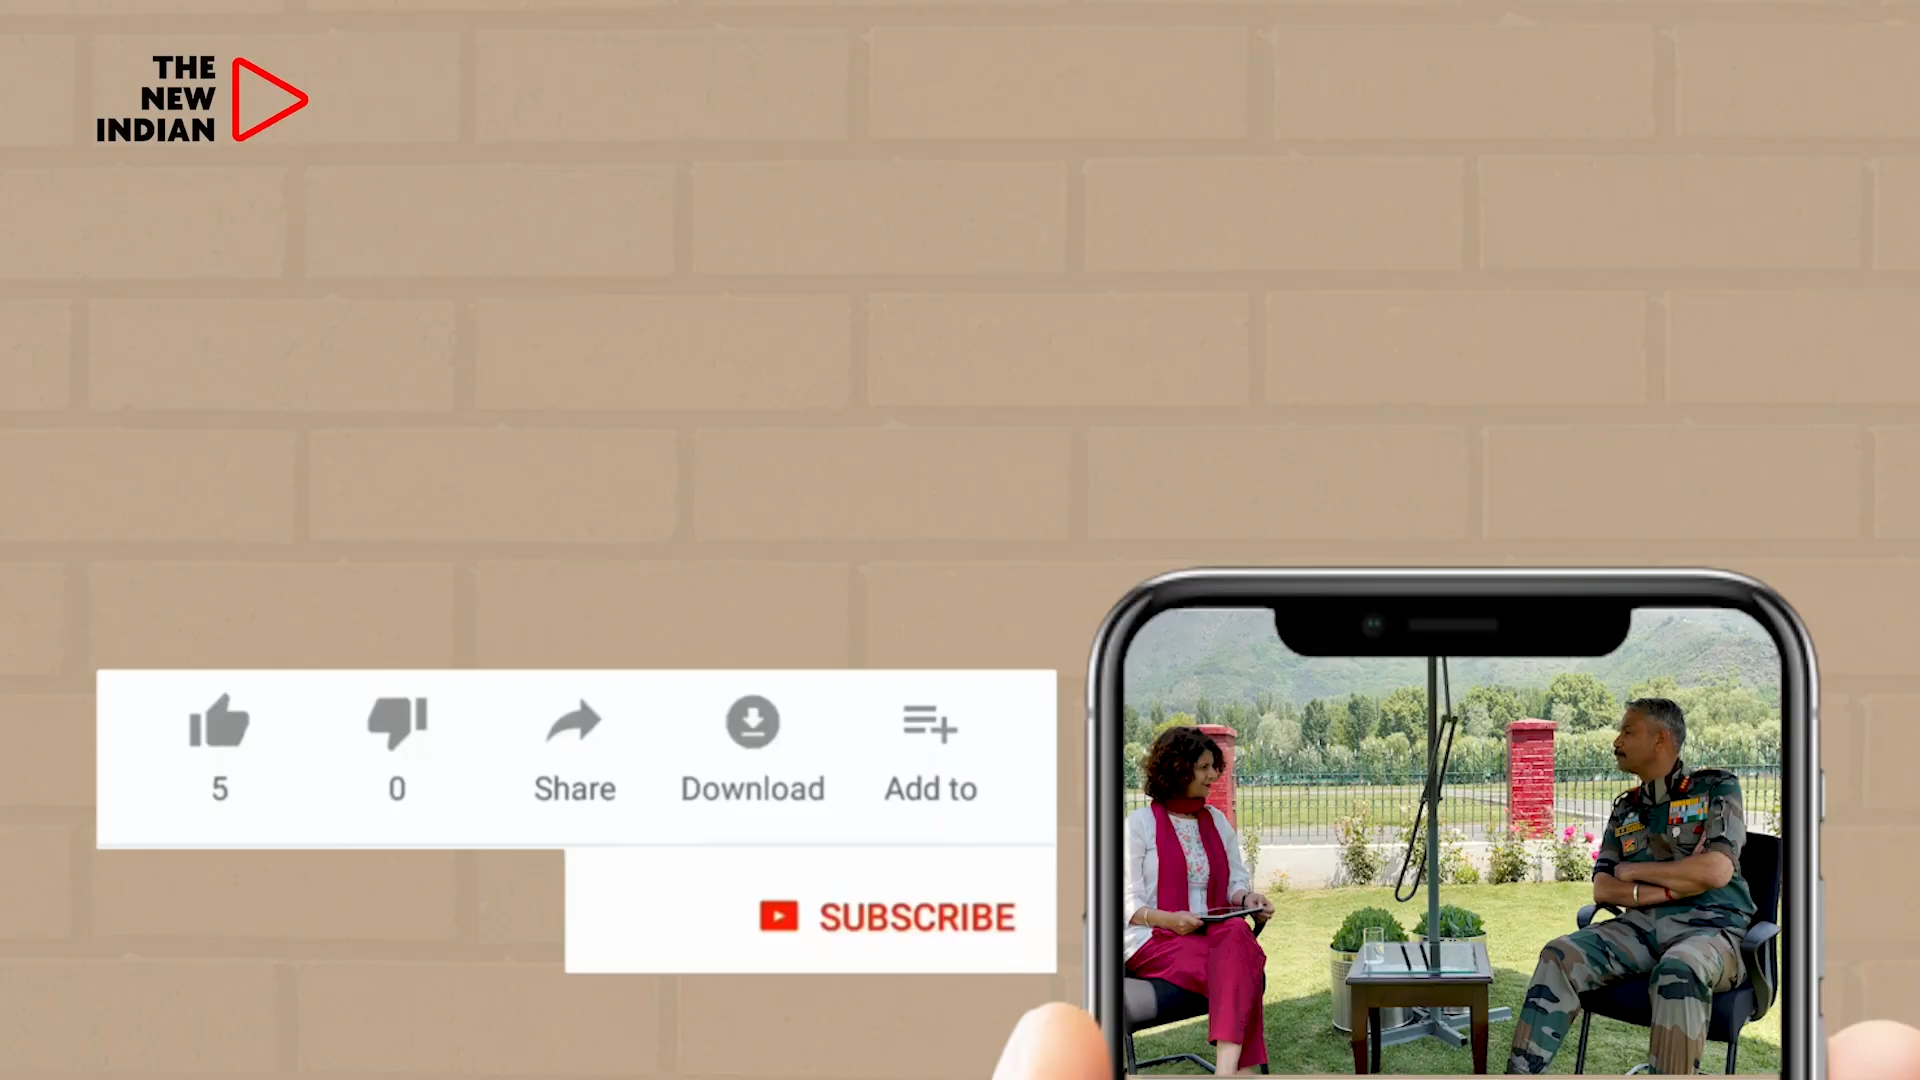 THE
NEW
INDIAN
5 0 Share Download Add to
SUBSCRIBE